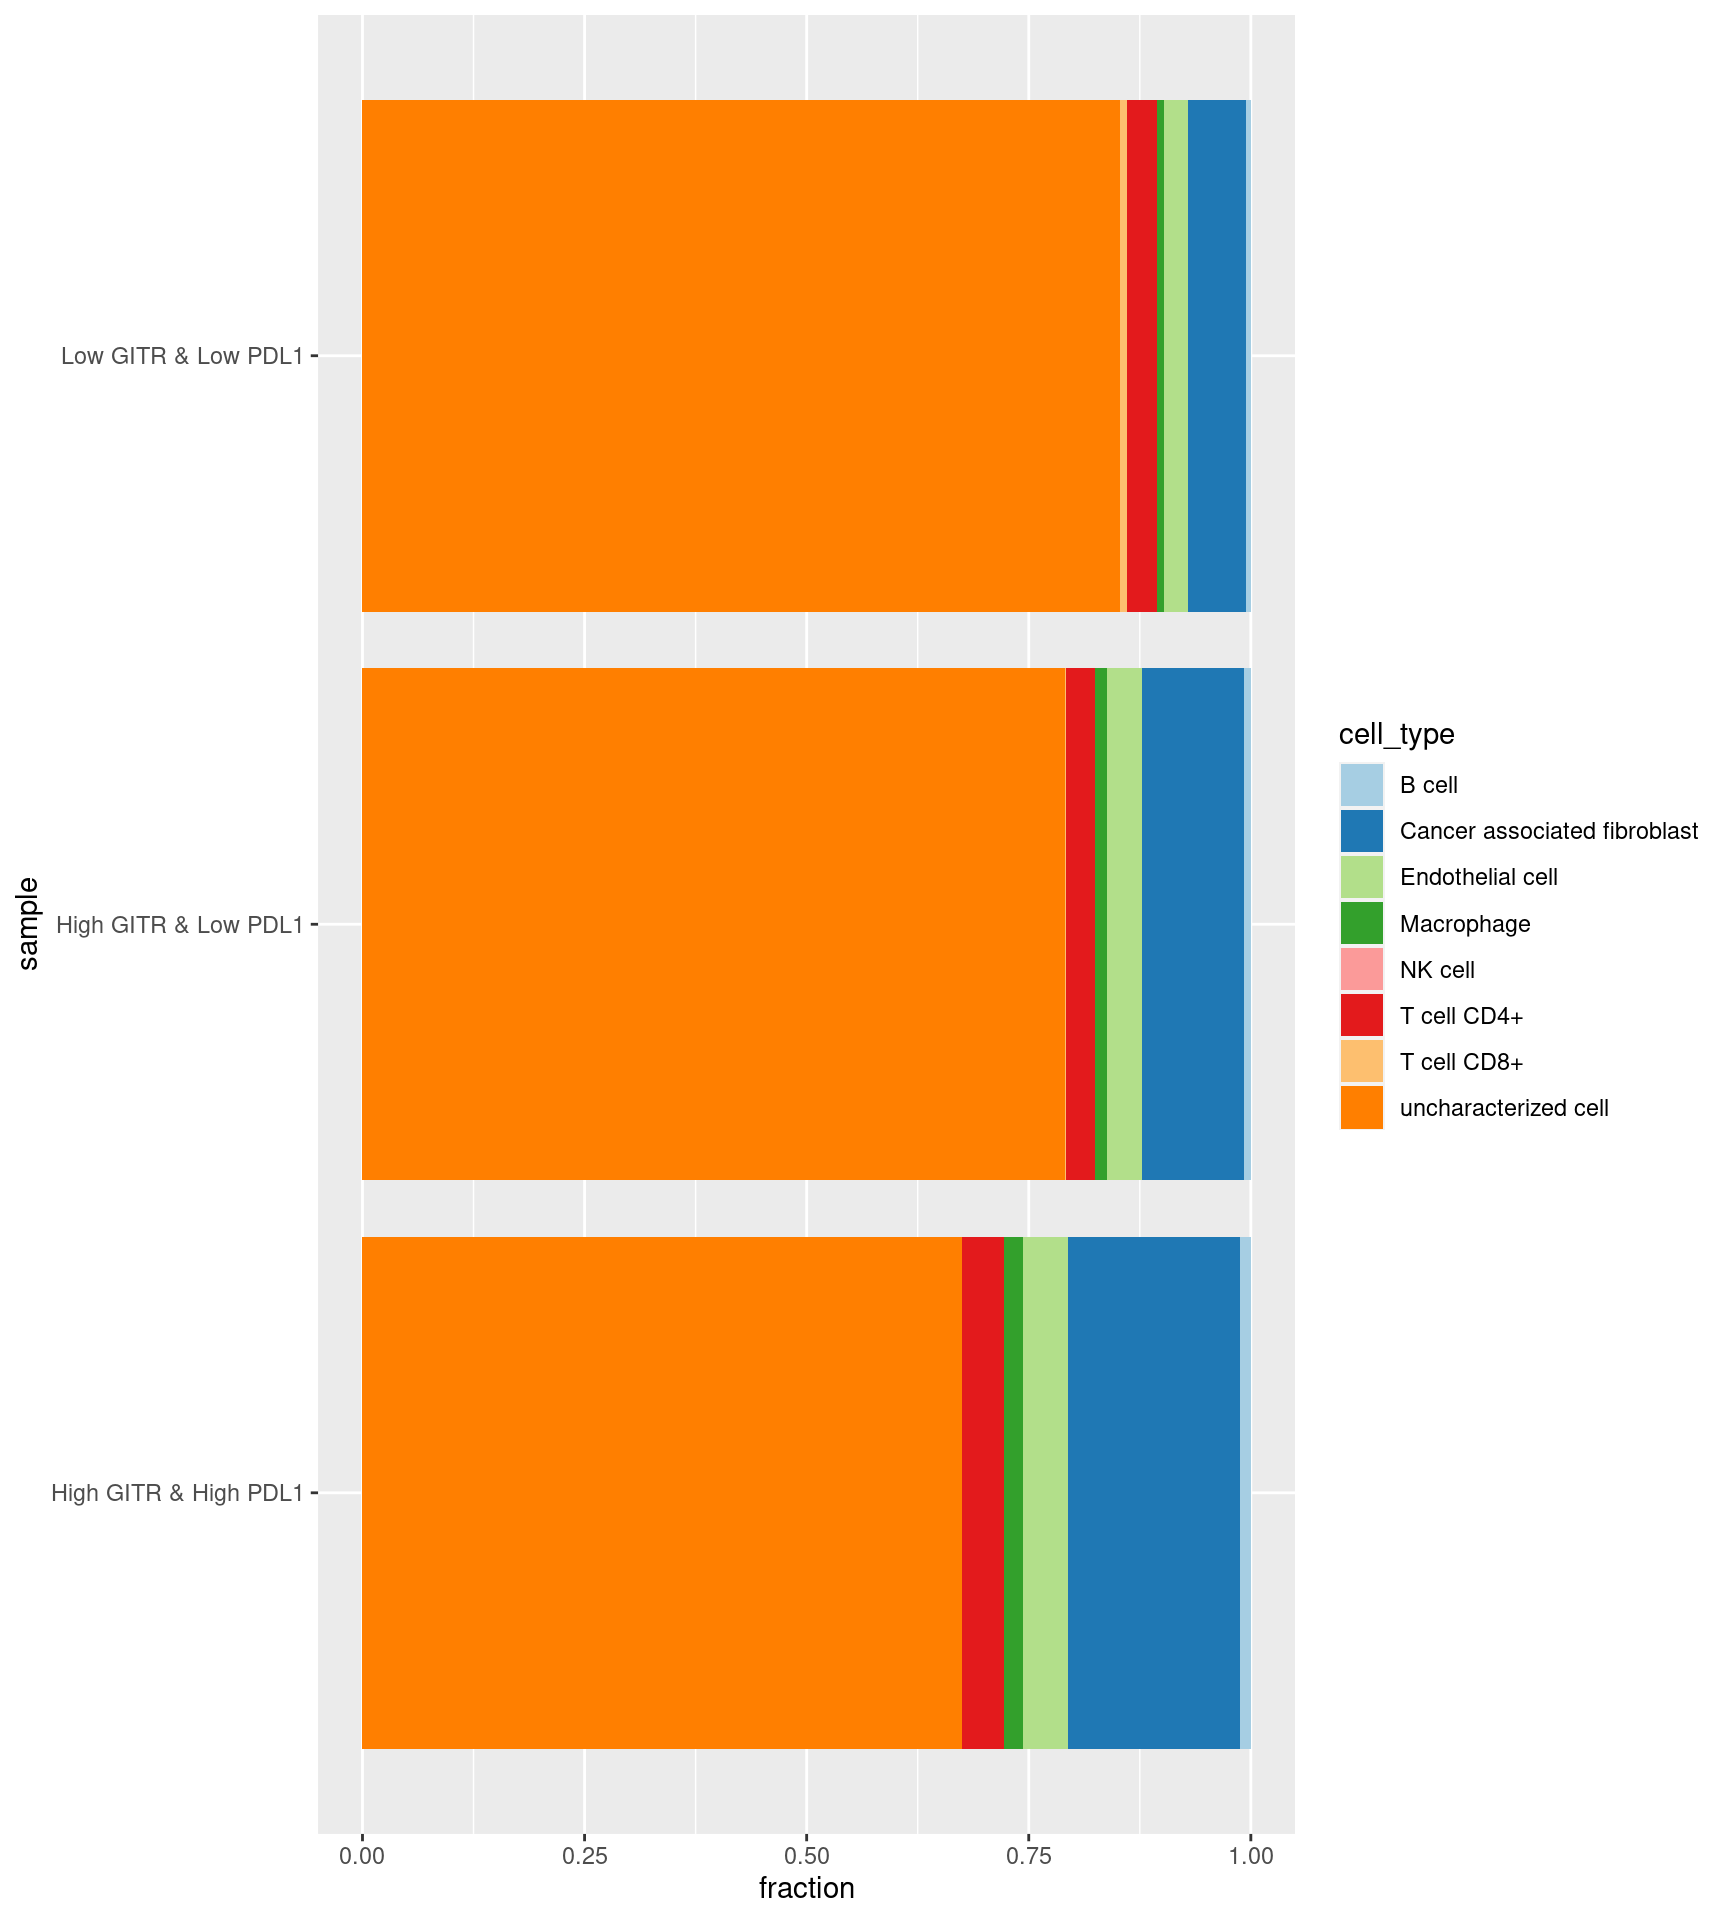 Low GITR & Low PDL1
High GITR & Low PDL1
High GITR & High PDL1
sample
0.00 0.25 0.50 0.75 1.00
fraction
cell_type
B cell
Cancer associated fibroblast
Endothelial cell
Macrophage
NK cell
T cell CD4+
T cell CD8+
uncharacterized cell